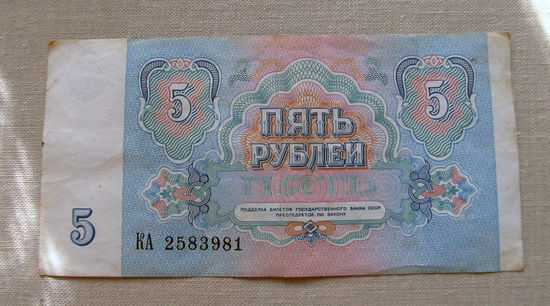 5 5
ПЯТЬ
РУБЛЕЙ
ПОДДЕЛКА БИЛЕТОВ ГОСУДАРСТВЕННОГО БАНКА СССР
ПРЕСЛЕДУЕТСЯ ПО ЗАКОНУ
5
КА 2583981